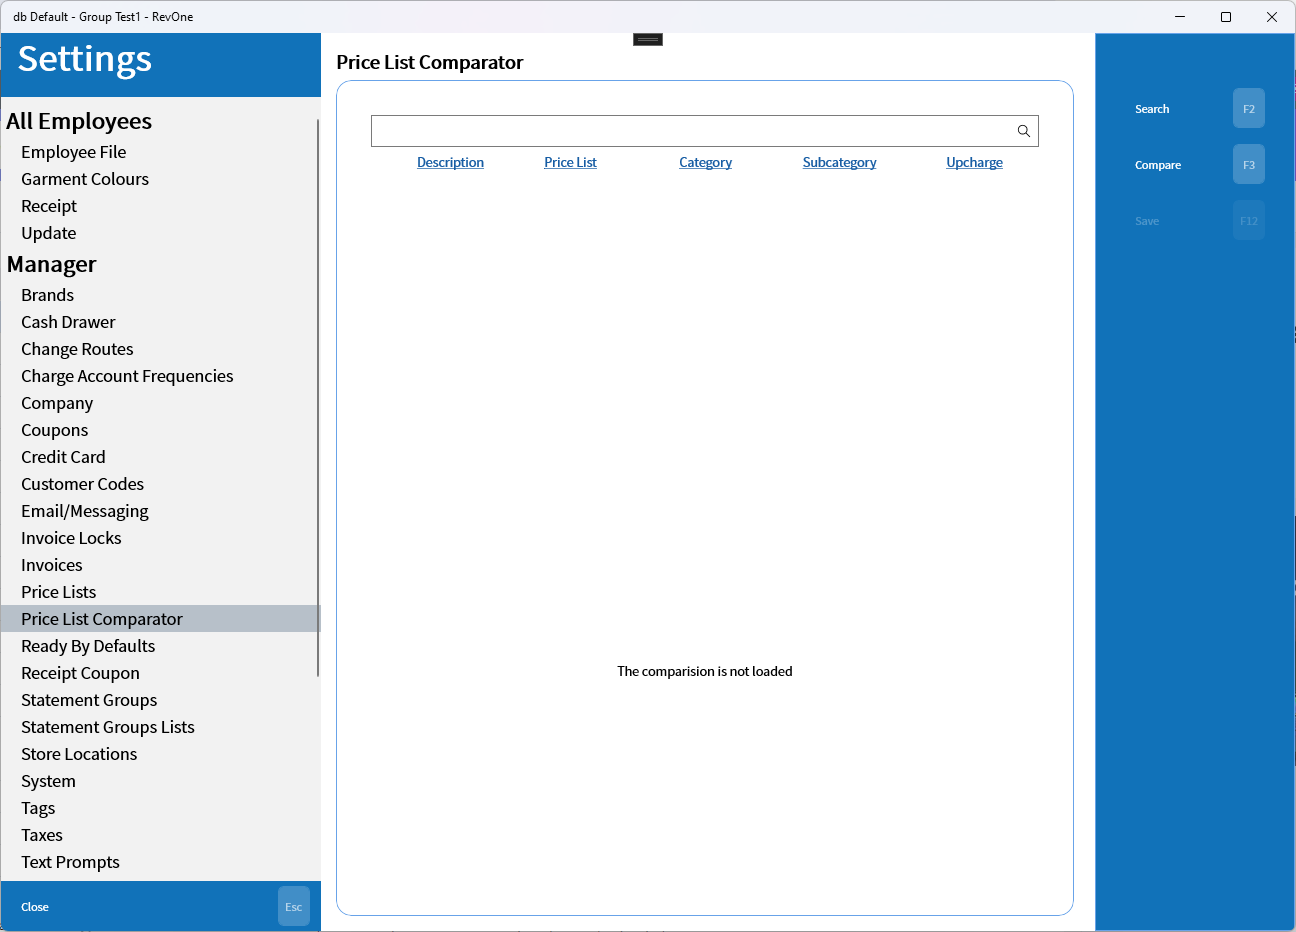 db Default - Group Test1 - RevOne
Settings
All Employees
Employee File
Garment Colours
Receipt
Update
Manager
Brands
Cash Drawer
Change Routes
Charge Account Frequencies
Company
Coupons
Credit Card
Customer Codes
Email/Messaging
Invoice Locks
Invoices
Price Lists
Price List Comparator
Ready By Defaults
Receipt Coupon
Statement Groups
Statement Groups Lists
Store Locations
System
Tags
Taxes
Text Prompts
Close Esc
Price List Comparator
Description Price List Category Subcategory Upcharge
The comparision is not loaded
Search F2
Compare F3
Save F12